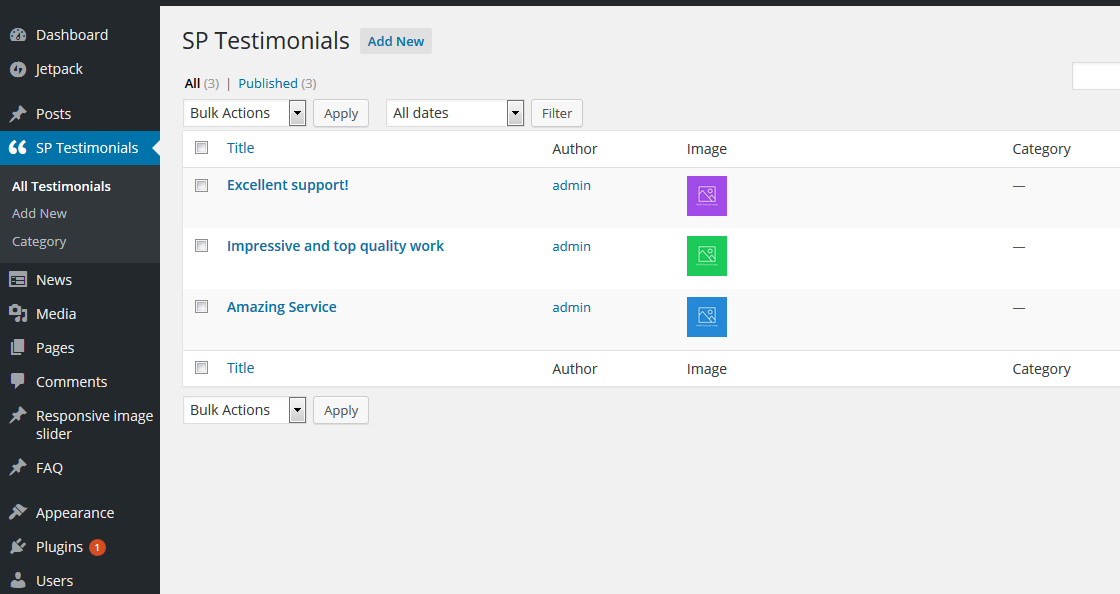 Dashboard
Jetpack
Posts
SP Testimonials
All Testimonials
Add New
Category
News
Media
Pages
Comments
Responsive image
slider
FAQ
Appearance
Plugins 1
Users
SP Testimonials Add New
All (3) | Published (3)
Bulk Actions Apply All dates Filter
Title Author Image Category
Excellent support! admin —
Impressive and top quality work admin —
Amazing Service admin —
Title Author Image Category
Bulk Actions Apply